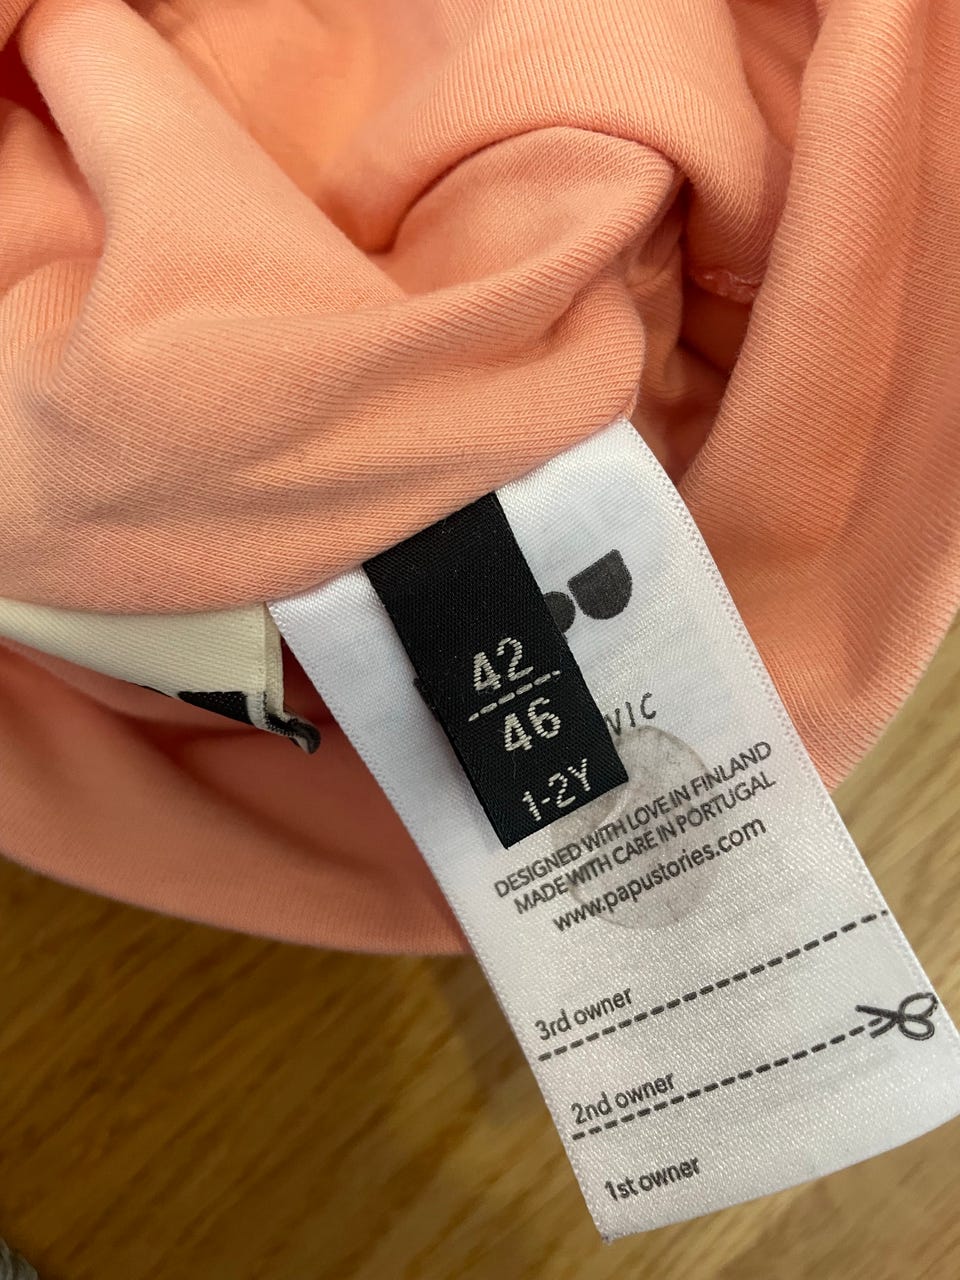 42
46
1-2Y
DESIGNED WITH LOVE IN FINLAND
MADE WITH CARE IN PORTUGAL
www.papustories.com
3rd owner
2nd owner
1st owner